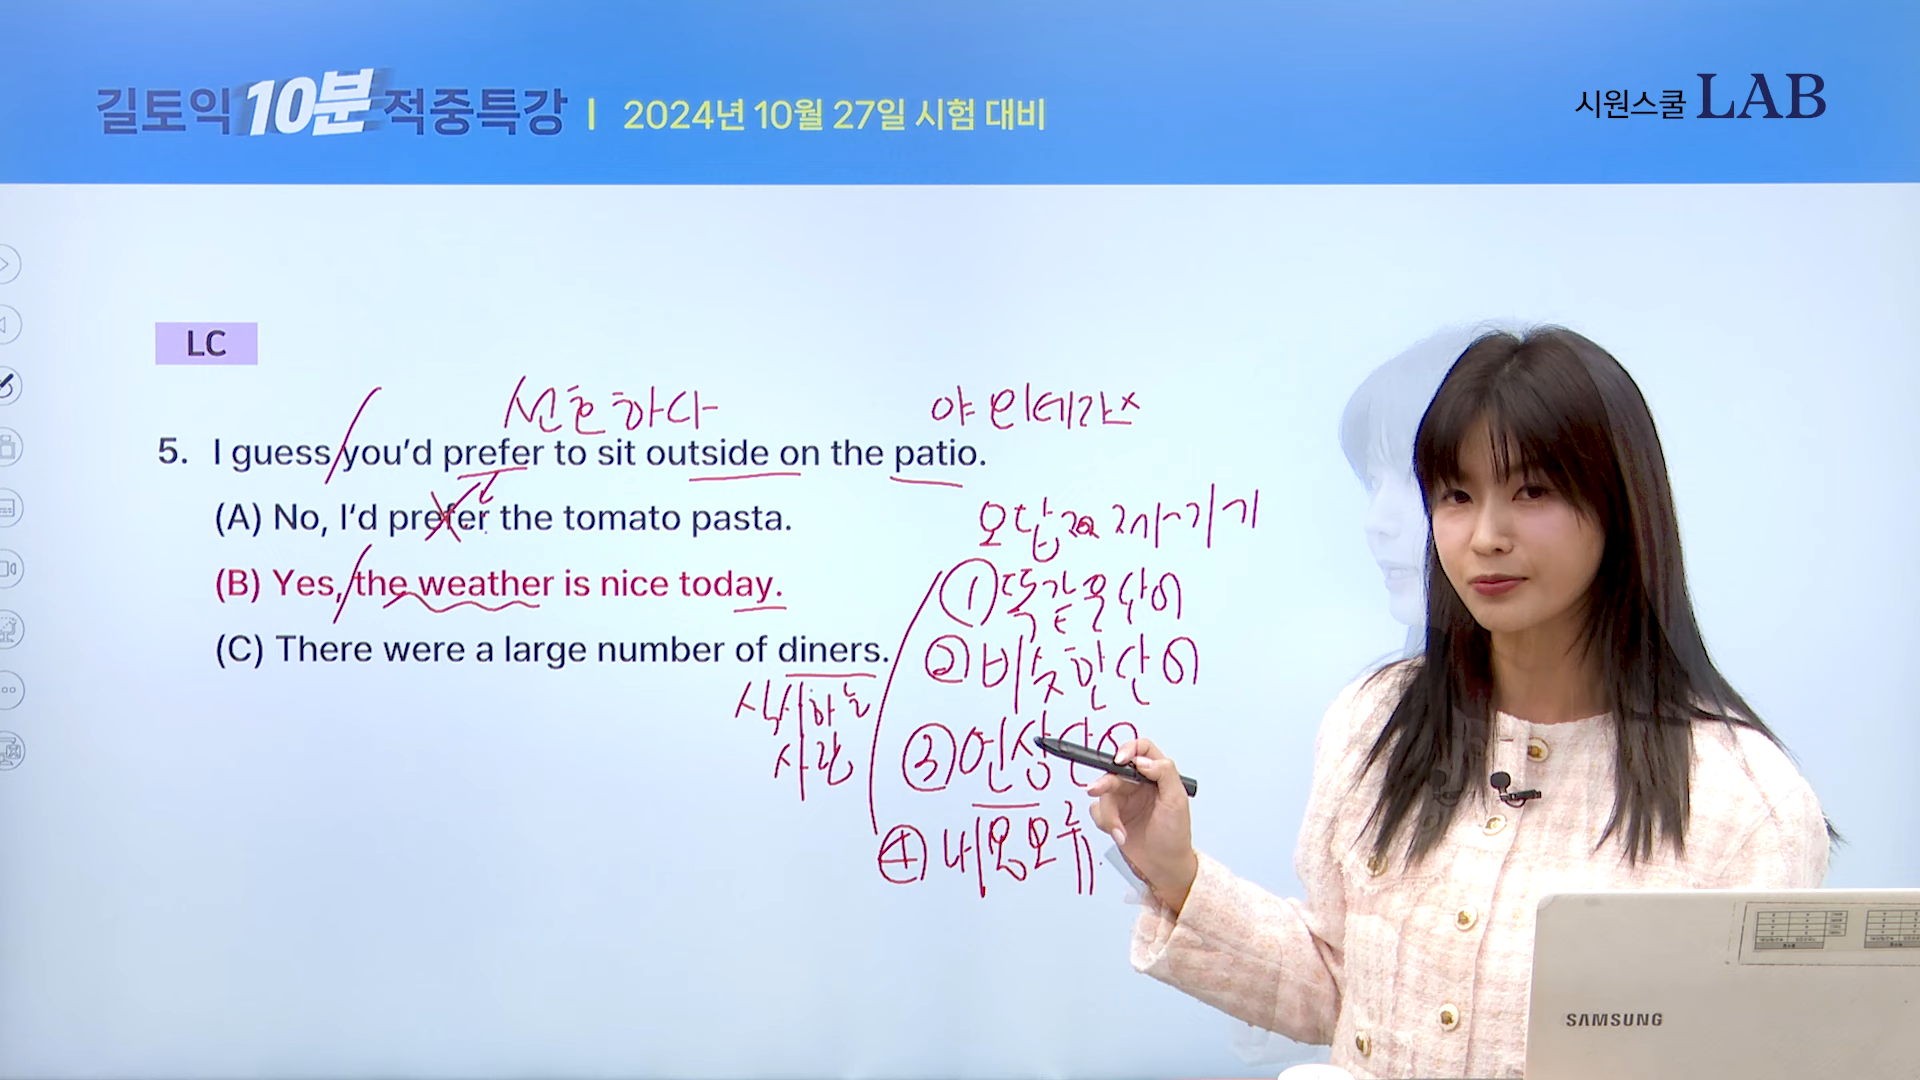 길토익 10분 적중특강 | 2024년 10월 27일 시험 대비
시원스쿨 LAB
LC
선호하다
야외테라스
5. I guess you'd prefer to sit outside on the patio.
(A) No, I'd prefer the tomato pasta.
(B) Yes, the weather is nice today.
(C) There were a large number of diners.
식사하는
사람
오답 제거하기
① 똑같은 단어
② 비슷한 단어
③ 연상 단어
④ 내용오류
SAMSUNG